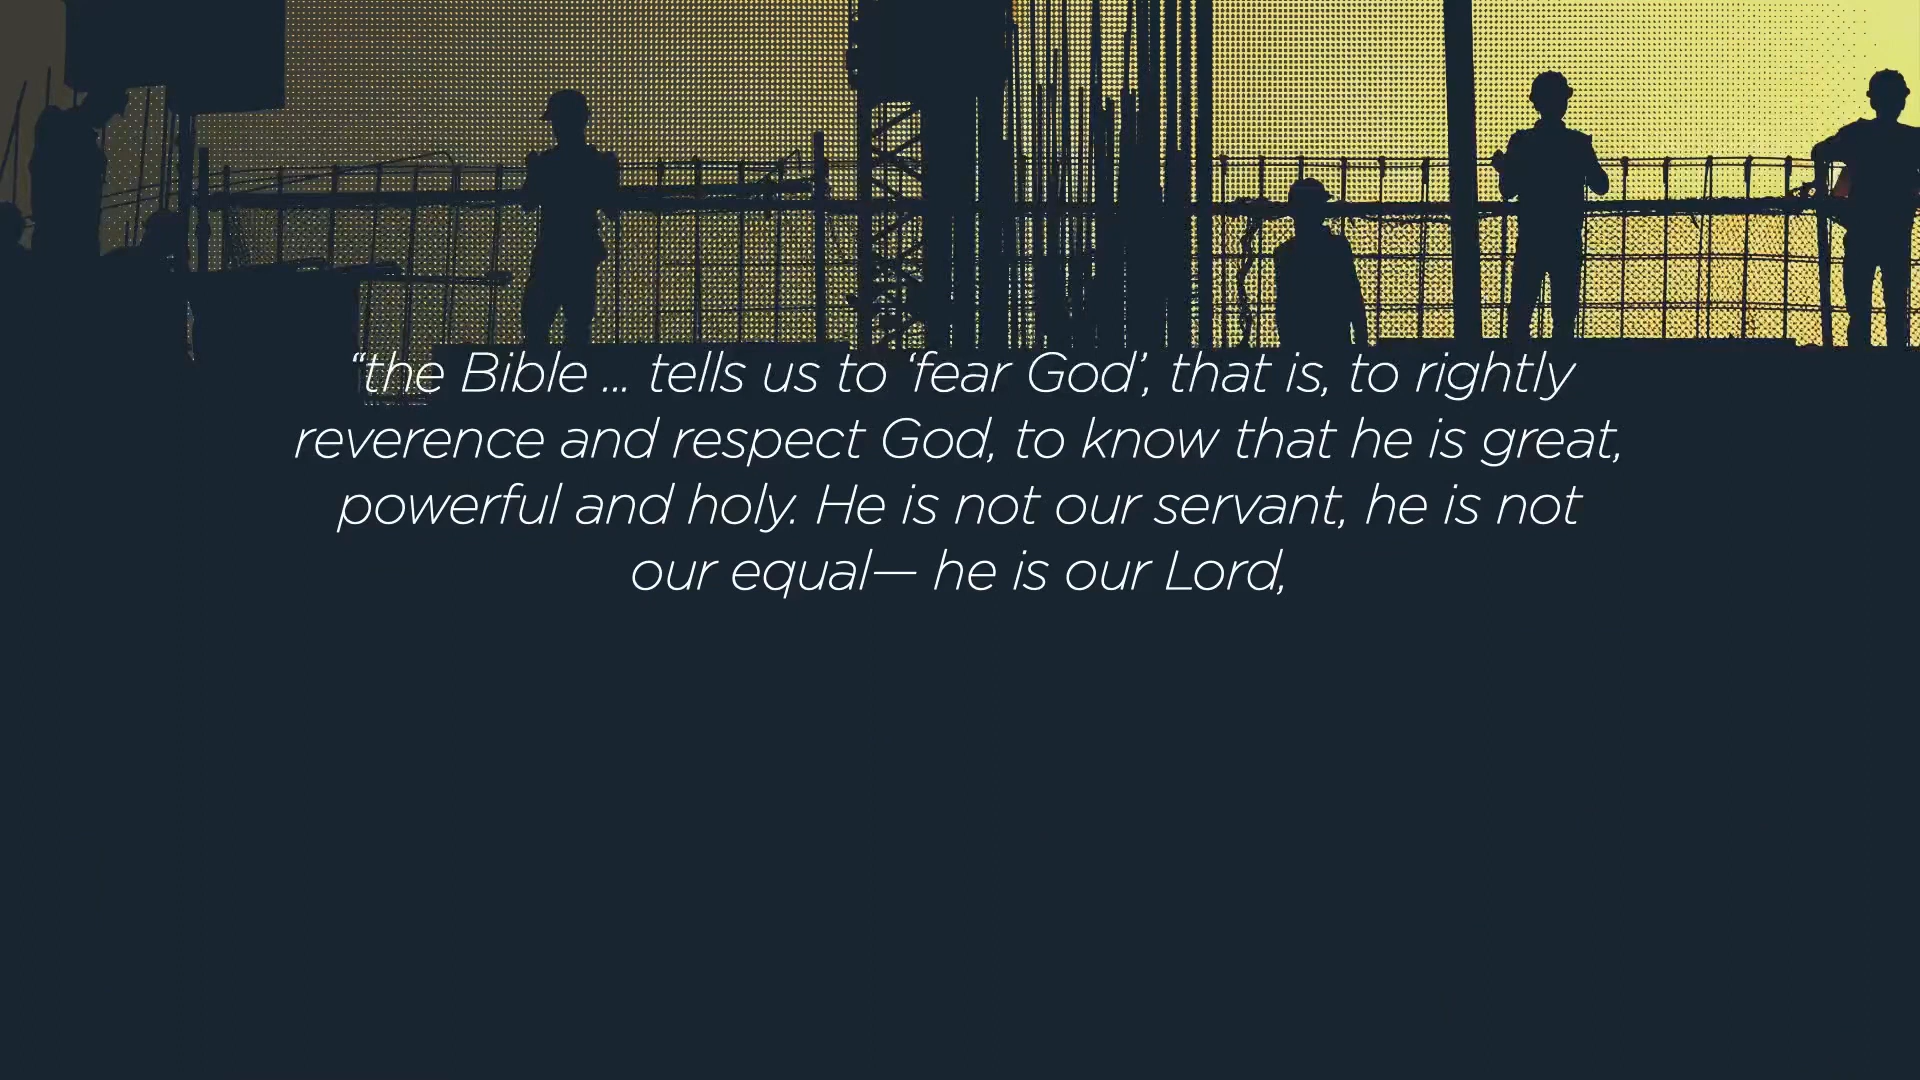 “the Bible ... tells us to ‘fear God’, that is, to rightly
reverence and respect God, to know that he is great,
powerful and holy. He is not our servant, he is not
our equal— he is our Lord,